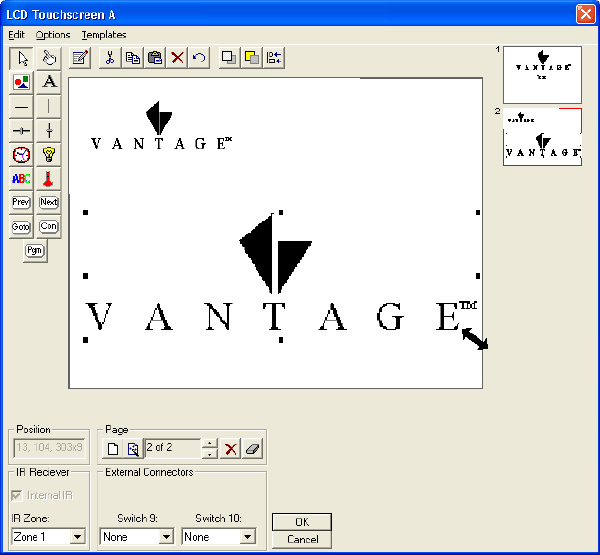 LCD Touchscreen A
Edit Options Templates
A
ABC
Prev Next
Goto Con
Pgm
VANTAGE™
V A N T A G E™
1
VANTAGE™
2
VANTAGE
VANTAGE™
Position
13, 104, 303x9
Page
2 of 2
IR Reciever
Internal IR
IR Zone:
Zone 1
External Connectors
Switch 9: Switch 10:
None None
OK
Cancel